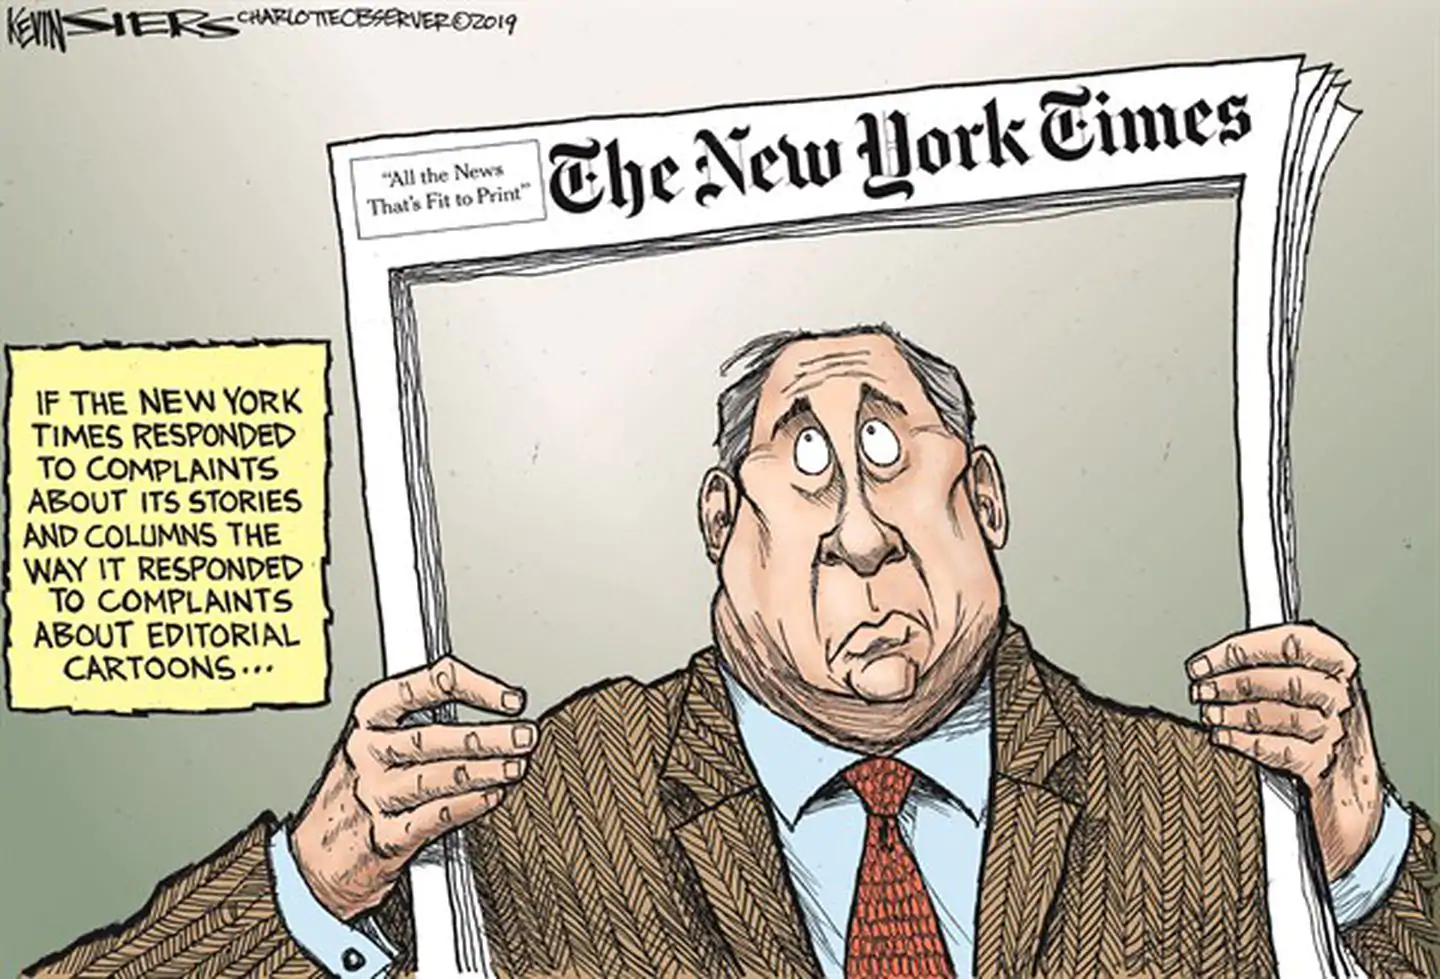 KEVIN SIERS CHARLOTTE OBSERVER ©2019
"All the News
That's Fit to Print"
The New York Times
IF THE NEW YORK
TIMES RESPONDED
TO COMPLAINTS
ABOUT ITS STORIES
AND COLUMNS THE
WAY IT RESPONDED
TO COMPLAINTS
ABOUT EDITORIAL
CARTOONS...